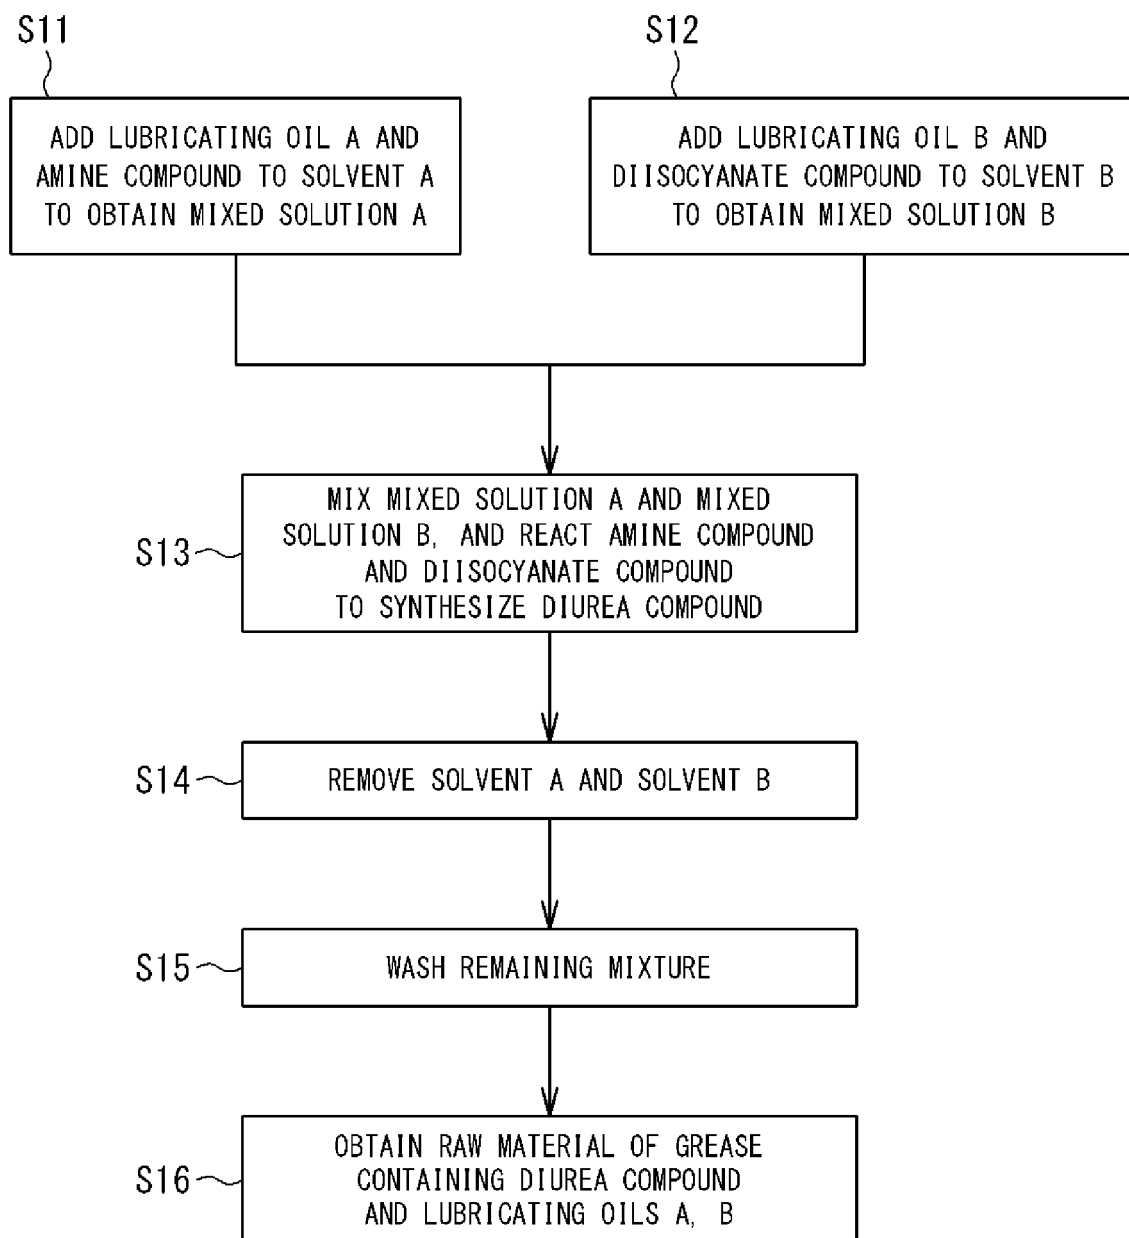 S11
S12
ADD LUBRICATING OIL A AND
AMINE COMPOUND TO SOLVENT A
TO OBTAIN MIXED SOLUTION A
ADD LUBRICATING OIL B AND
DIISOCYANATE COMPOUND TO SOLVENT B
TO OBTAIN MIXED SOLUTION B
S13
MIX MIXED SOLUTION A AND MIXED
SOLUTION B, AND REACT AMINE COMPOUND
AND DIISOCYANATE COMPOUND
TO SYNTHESIZE DIUREA COMPOUND
S14
REMOVE SOLVENT A AND SOLVENT B
S15
WASH REMAINING MIXTURE
S16
OBTAIN RAW MATERIAL OF GREASE
CONTAINING DIUREA COMPOUND
AND LUBRICATING OILS A, B